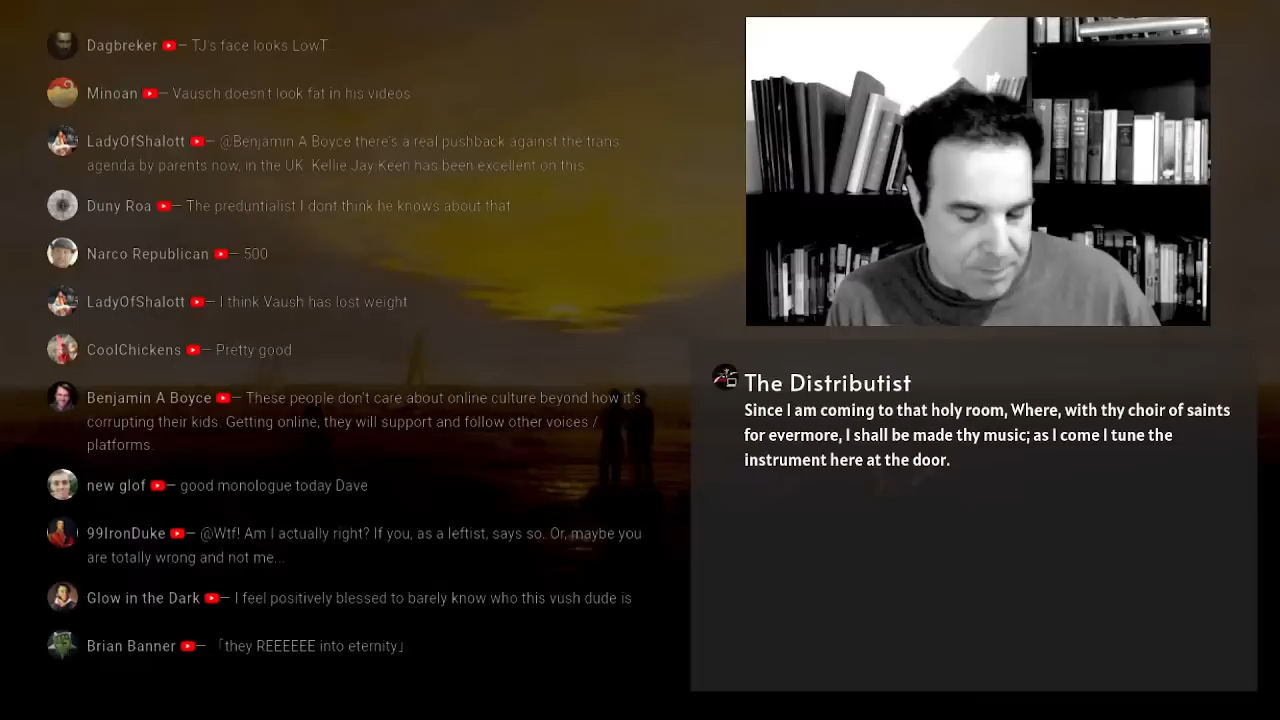 Dagbreker — TJ's face looks LowT
Minoan — Vausch doesn't look fat in his videos
LadyOfShalott — @Benjamin A Boyce there's a real pushback against the trans
agenda by parents now, in the UK. Kellie Jay Keen has been excellent on this
Duny Roa — The preduntialist I dont think he knows about that
Narco Republican — 500
LadyOfShalott — I think Vaush has lost weight
CoolChickens — Pretty good
Benjamin A Boyce — These people don't care about online culture beyond how it's
corrupting their kids. Getting online, they will support and follow other voices /
platforms.
new glof — good monologue today Dave
99IronDuke — @Wtf! Am I actually right? If you, as a leftist, says so. Or, maybe you
are totally wrong and not me...
Glow in the Dark — I feel positively blessed to barely know who this vush dude is
Brian Banner — 「they REEEEEE into eternity」
The Distributist
Since I am coming to that holy room, Where, with thy choir of saints
for evermore, I shall be made thy music; as I come I tune the
instrument here at the door.